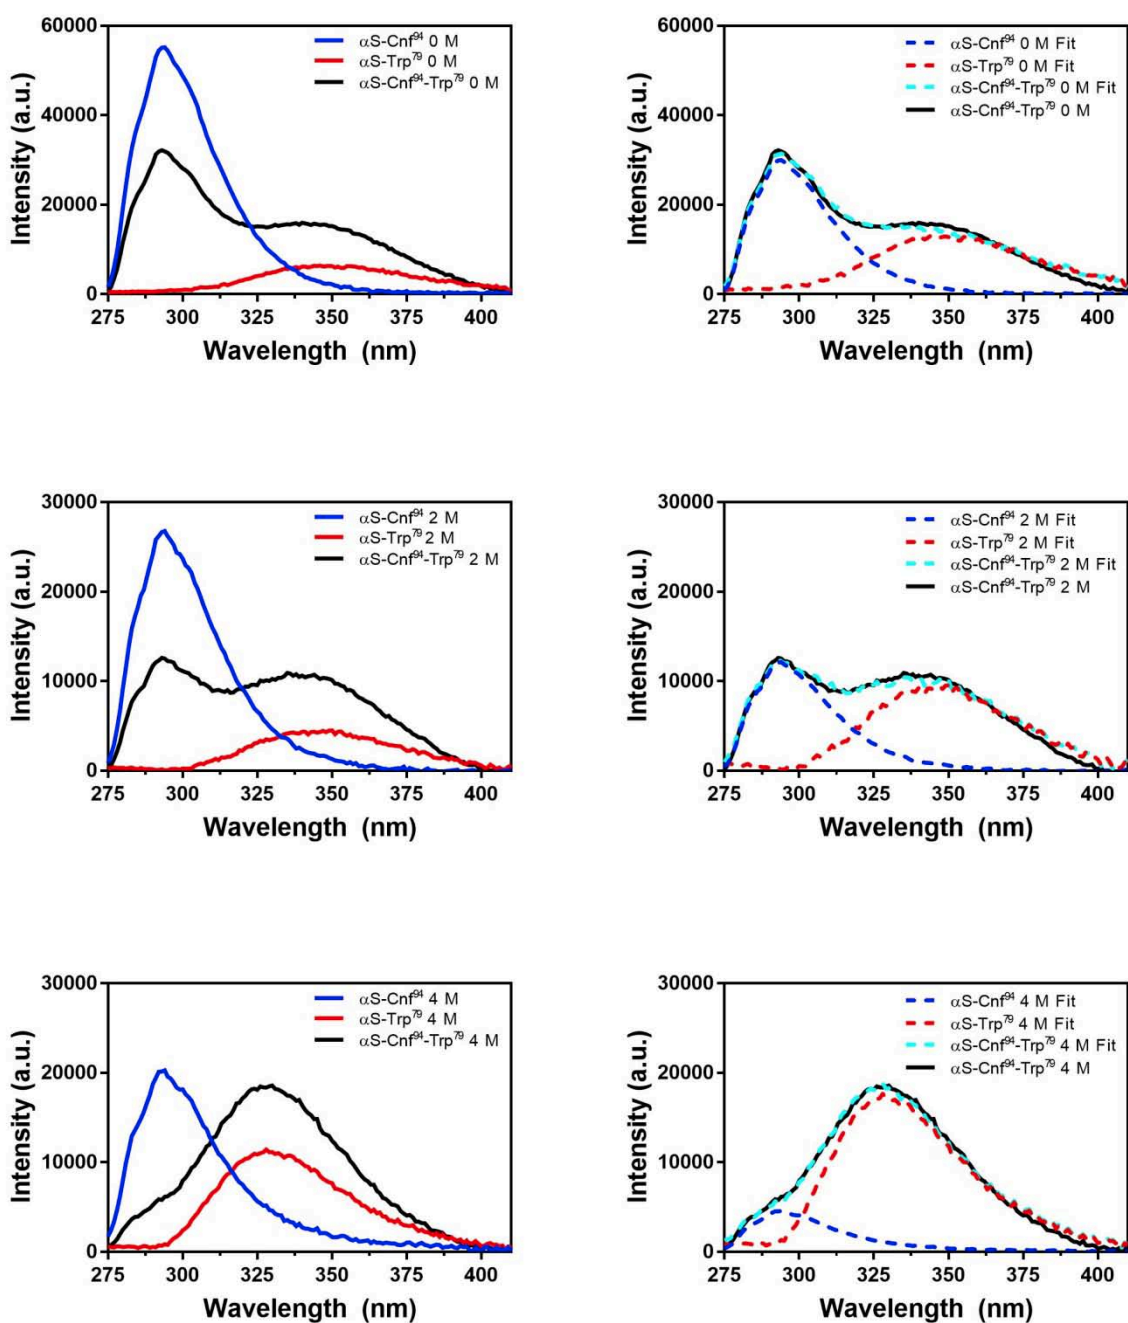 60000
40000
20000
0
Intensity (a.u.)
αS-Cnf⁹⁴ 0 M
αS-Trp⁷⁹ 0 M
αS-Cnf⁹⁴-Trp⁷⁹ 0 M
275 300 325 350 375 400
Wavelength (nm)
60000
40000
20000
0
Intensity (a.u.)
αS-Cnf⁹⁴ 0 M Fit
αS-Trp⁷⁹ 0 M Fit
αS-Cnf⁹⁴-Trp⁷⁹ 0 M Fit
αS-Cnf⁹⁴-Trp⁷⁹ 0 M
275 300 325 350 375 400
Wavelength (nm)
30000
20000
10000
0
Intensity (a.u.)
αS-Cnf⁹⁴ 2 M
αS-Trp⁷⁹ 2 M
αS-Cnf⁹⁴-Trp⁷⁹ 2 M
275 300 325 350 375 400
Wavelength (nm)
30000
20000
10000
0
Intensity (a.u.)
αS-Cnf⁹⁴ 2 M Fit
αS-Trp⁷⁹ 2 M Fit
αS-Cnf⁹⁴-Trp⁷⁹ 2 M Fit
αS-Cnf⁹⁴-Trp⁷⁹ 2 M
275 300 325 350 375 400
Wavelength (nm)
30000
20000
10000
0
Intensity (a.u.)
αS-Cnf⁹⁴ 4 M
αS-Trp⁷⁹ 4 M
αS-Cnf⁹⁴-Trp⁷⁹ 4 M
275 300 325 350 375 400
Wavelength (nm)
30000
20000
10000
0
Intensity (a.u.)
αS-Cnf⁹⁴ 4 M Fit
αS-Trp⁷⁹ 4 M Fit
αS-Cnf⁹⁴-Trp⁷⁹ 4 M Fit
αS-Cnf⁹⁴-Trp⁷⁹ 4 M
275 300 325 350 375 400
Wavelength (nm)